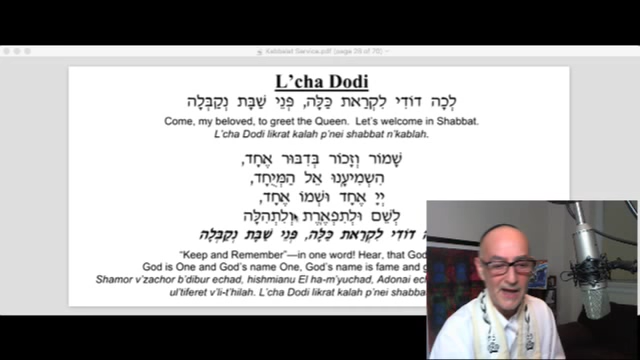 Kabbalat Service.pdf (page 39 of 70)
L'cha Dodi
לְכָה דוֹדִי לִקְרַאת כַּלָּה, פְּנֵי שַׁבָּת נְקַבְּלָה
Come, my beloved, to greet the Queen. Let's welcome in Shabbat.
L'cha Dodi likrat kalah p'nei shabbat n'kablah.
שָׁמוֹר וְזָכוֹר בְּדִבּוּר אֶחָד,
הִשְׁמִיעָנוּ אֵל הַמְּיֻחָד,
יְיָ אֶחָד וּשְׁמוֹ אֶחָד,
לְשֵׁם וּלְתִפְאֶרֶת וְלִתְהִלָּה
דוֹדִי לִקְרַאת כַּלָּה, פְּנֵי שַׁבָּת נְקַבְּלָה
"Keep and Remember"—in one word! Hear, that God
God is One and God's name One, God's name is fame and
Shamor v'zachor b'dibur echad, hishmianu El ha-m'yuchad, Adonai
ul'tiferet v'li-t'hilah. L'cha Dodi likrat kalah p'nei